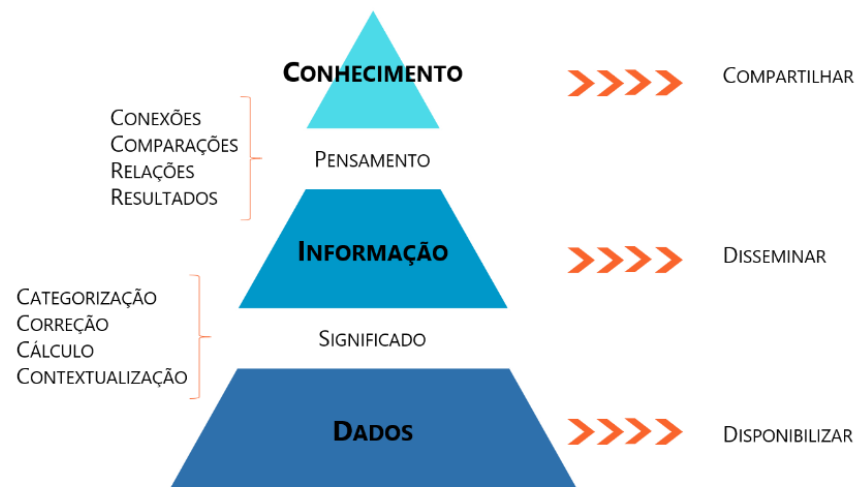 CONHECIMENTO
COMPARTILHAR
CONEXÕES
COMPARAÇÕES
RELAÇÕES
RESULTADOS
PENSAMENTO
INFORMAÇÃO
DISSEMINAR
CATEGORIZAÇÃO
CORREÇÃO
CÁLCULO
CONTEXTUALIZAÇÃO
SIGNIFICADO
DADOS
DISPONIBILIZAR